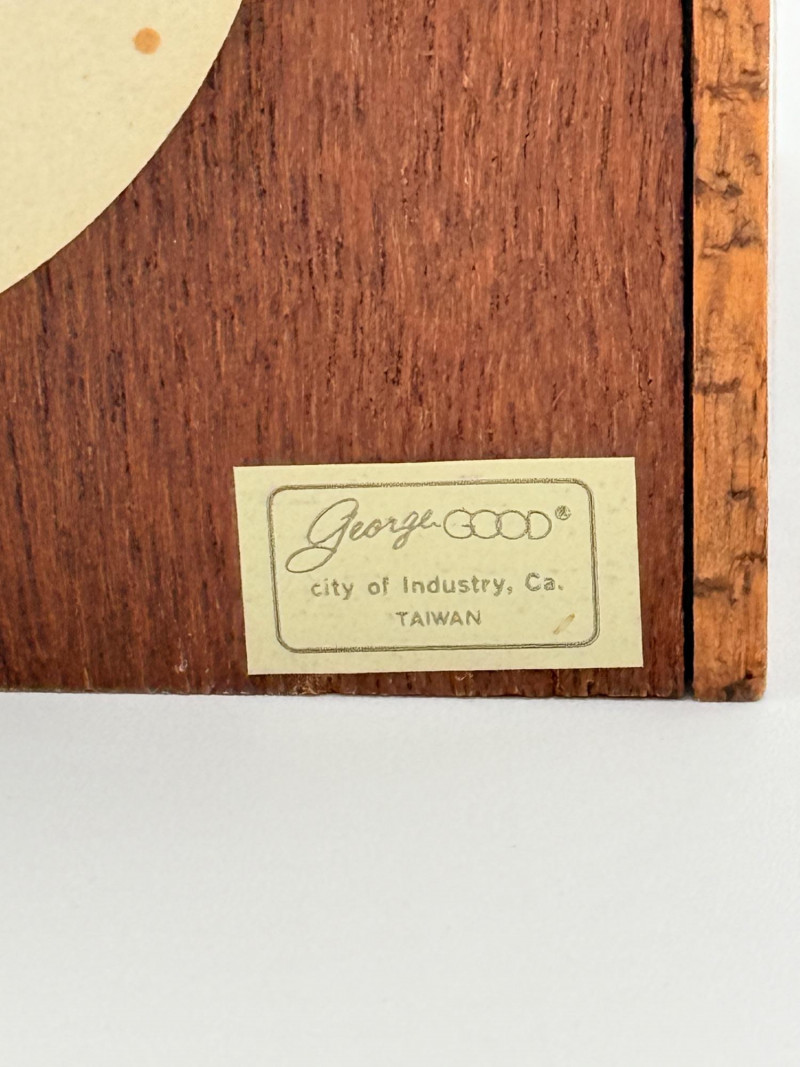 George GOOD®
city of Industry, Ca.
TAIWAN